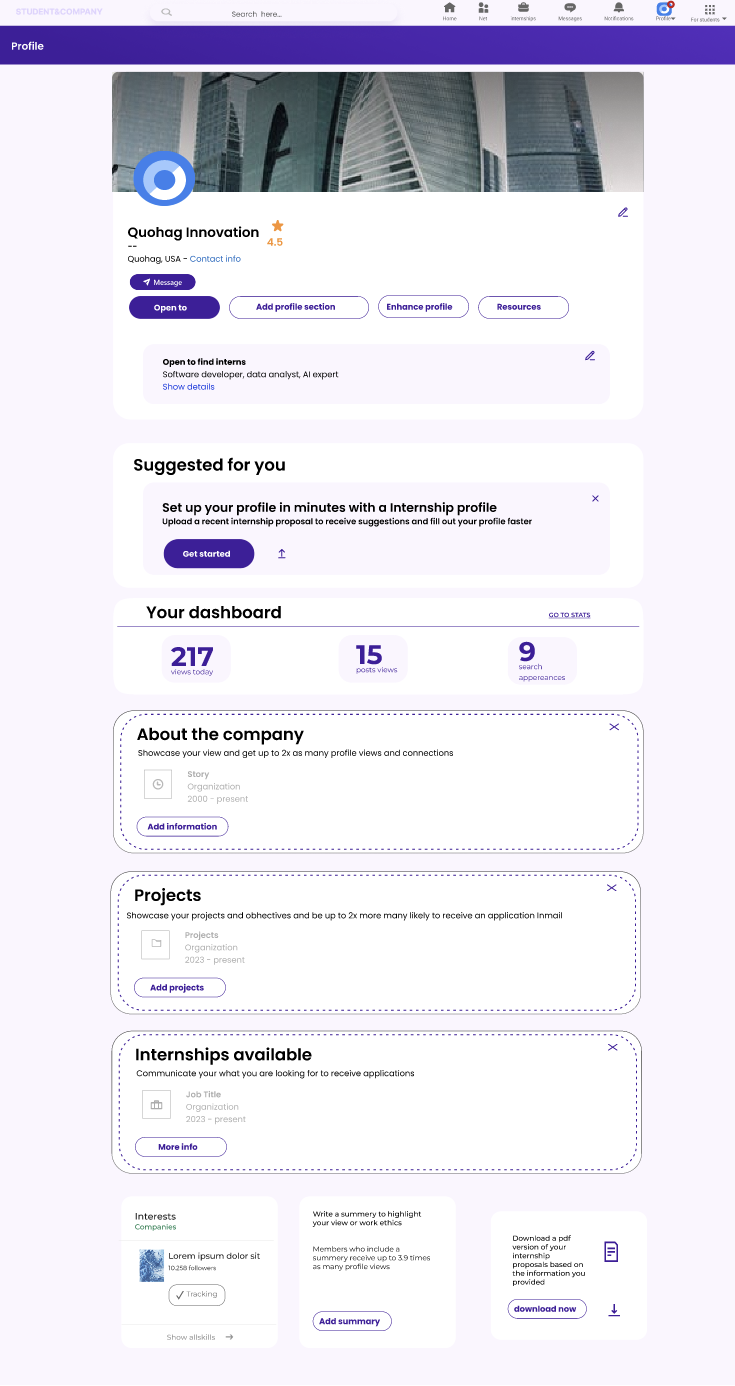 STUDENT&COMPANY
Search here...
Home
Net
Internships
Messages
Notifications
Profile
For students
Profile
Quohag Innovation
4.5
--
Quohag, USA - Contact info
Message
Open to
Add profile section
Enhance profile
Resources
Open to find interns
Software developer, data analyst, AI expert
Show details
Suggested for you
Set up your profile in minutes with a Internship profile
Upload a recent internship proposal to receive suggestions and fill out your profile faster
Get started
Your dashboard
GO TO STATS
217
views today
15
posts views
9
search
appereances
About the company
Showcase your view and get up to 2x as many profile views and connections
Story
Organization
2000 - present
Add information
Projects
Showcase your projects and obhectives and be up to 2x more many likely to receive an application Inmail
Projects
Organization
2023 - present
Add projects
Internships available
Communicate your what you are looking for to receive applications
Job Title
Organization
2023 - present
More info
Interests
Companies
Lorem ipsum dolor sit
10.258 followers
Tracking
Show allskills
Write a summery to highlight
your view or work ethics
Members who include a
summery receive up to 3.9 times
as many profile views
Add summary
Download a pdf
version of your
internship
proposals based on
the information you
provided
download now